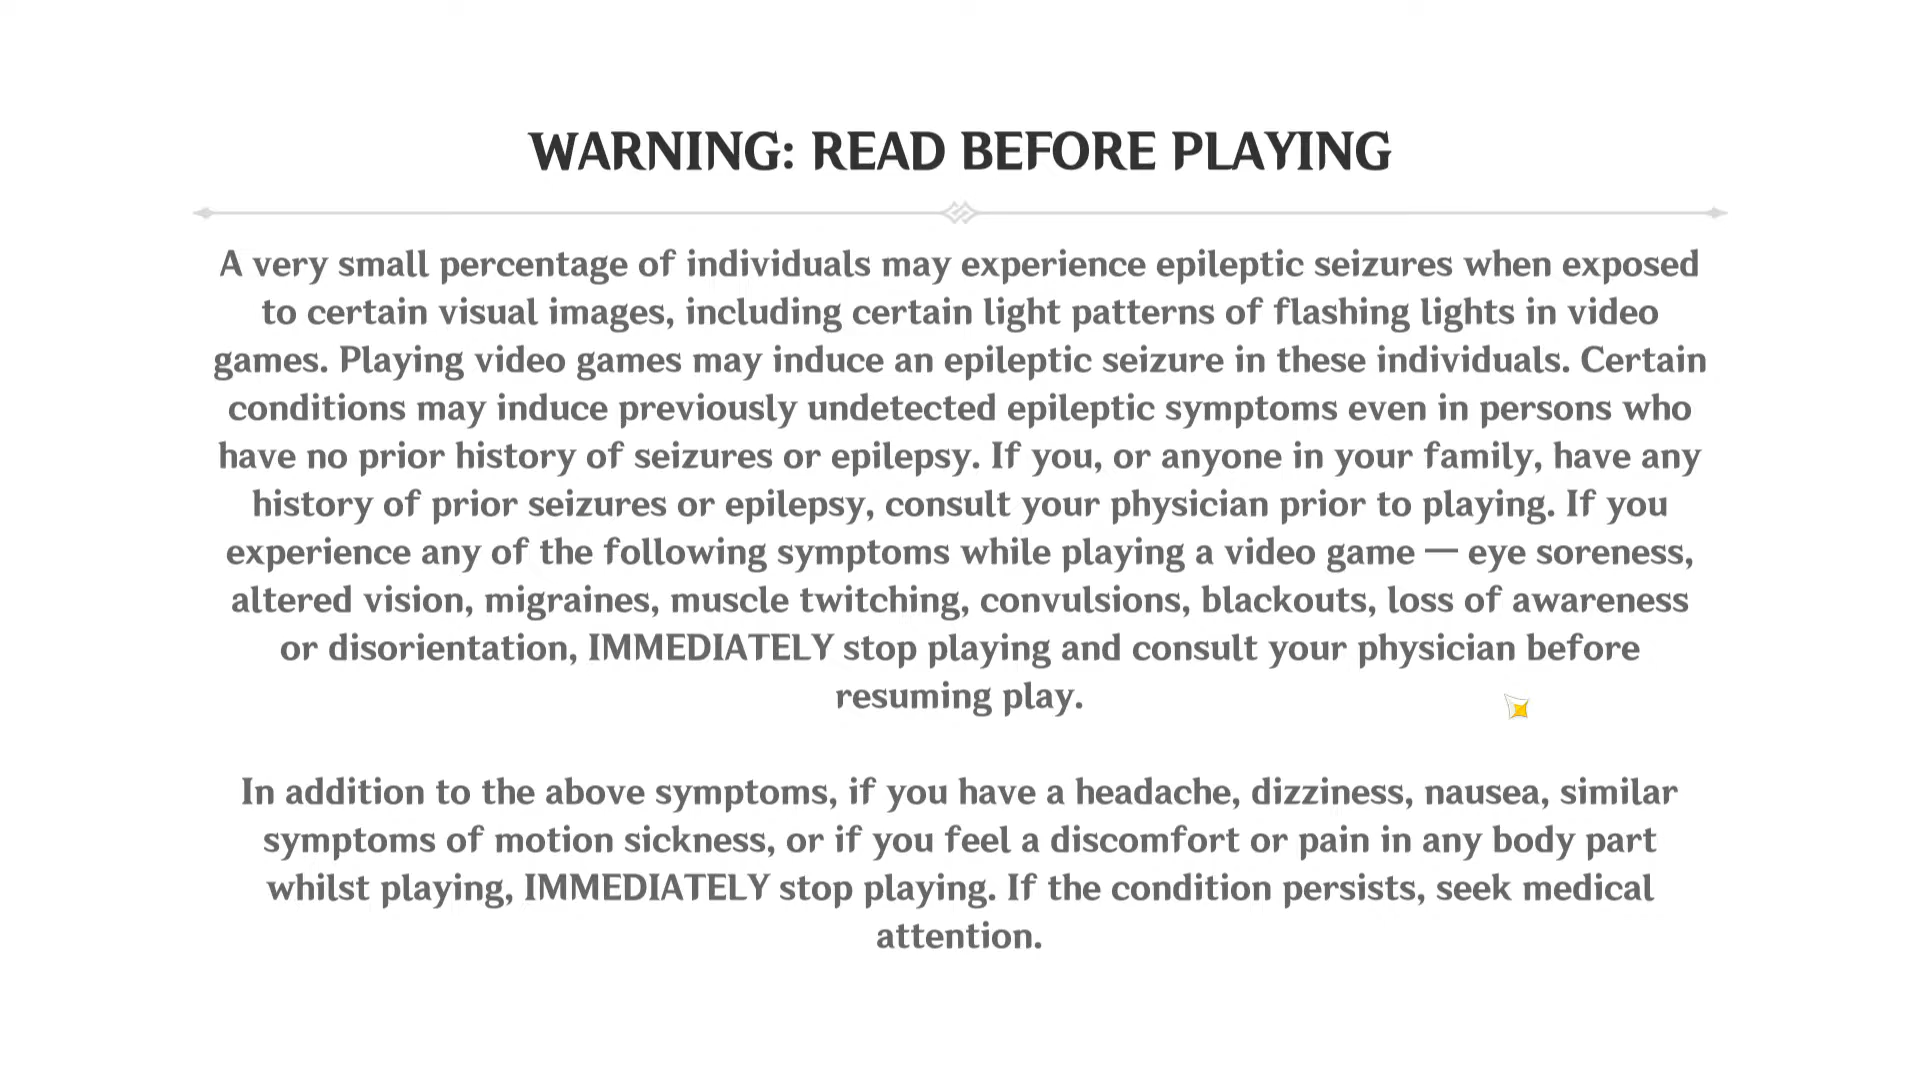 WARNING: READ BEFORE PLAYING
A very small percentage of individuals may experience epileptic seizures when exposed
to certain visual images, including certain light patterns of flashing lights in video
games. Playing video games may induce an epileptic seizure in these individuals. Certain
conditions may induce previously undetected epileptic symptoms even in persons who
have no prior history of seizures or epilepsy. If you, or anyone in your family, have any
history of prior seizures or epilepsy, consult your physician prior to playing. If you
experience any of the following symptoms while playing a video game — eye soreness,
altered vision, migraines, muscle twitching, convulsions, blackouts, loss of awareness
or disorientation, IMMEDIATELY stop playing and consult your physician before
resuming play.
In addition to the above symptoms, if you have a headache, dizziness, nausea, similar
symptoms of motion sickness, or if you feel a discomfort or pain in any body part
whilst playing, IMMEDIATELY stop playing. If the condition persists, seek medical
attention.